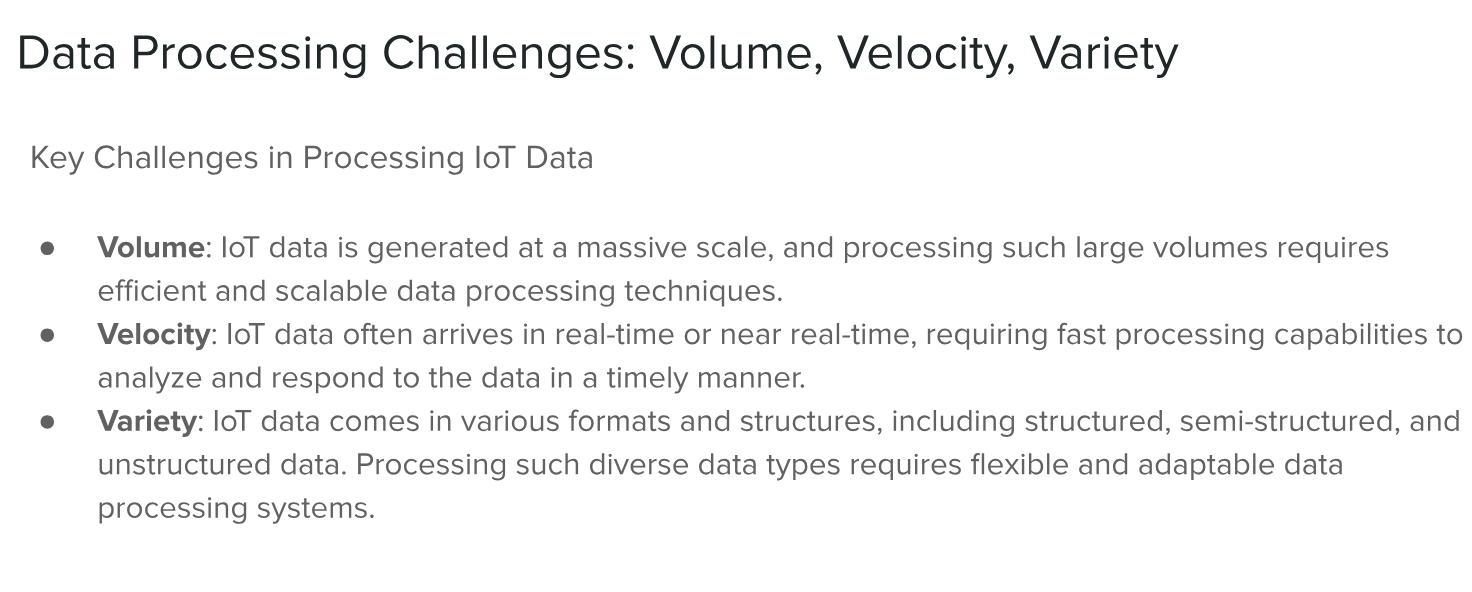 Data Processing Challenges: Volume, Velocity, Variety
Key Challenges in Processing IoT Data
● Volume: IoT data is generated at a massive scale, and processing such large volumes requires
efficient and scalable data processing techniques.
● Velocity: IoT data often arrives in real-time or near real-time, requiring fast processing capabilities to
analyze and respond to the data in a timely manner.
● Variety: IoT data comes in various formats and structures, including structured, semi-structured, and
unstructured data. Processing such diverse data types requires flexible and adaptable data
processing systems.